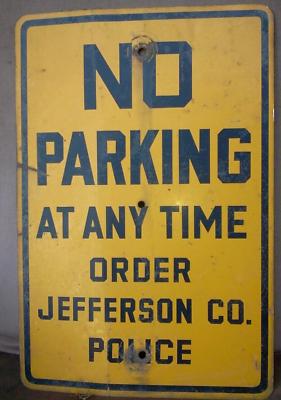 NO
PARKING
AT ANY TIME
ORDER
JEFFERSON CO.
POLICE